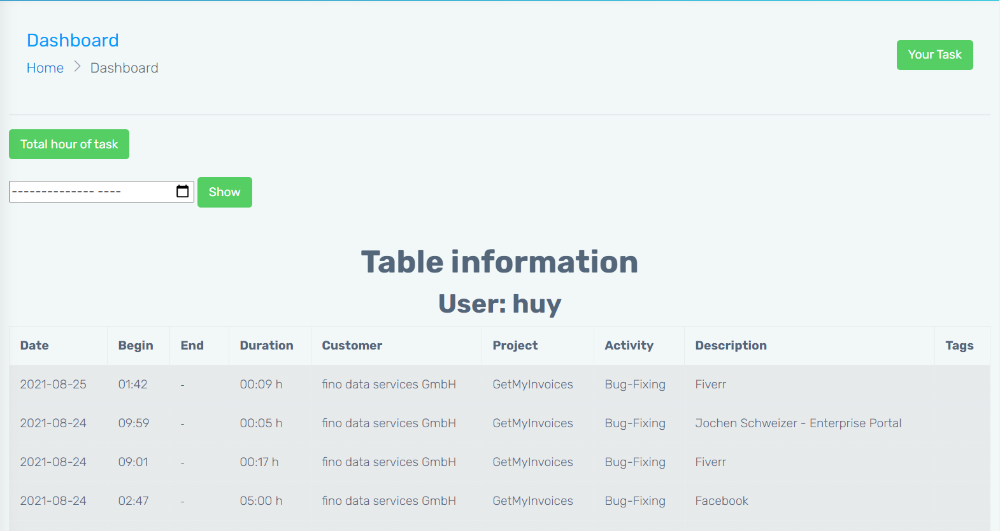 Dashboard
Home > Dashboard
Your Task
Total hour of task
-------------- ----
Show
Table information
User: huy
Date Begin End Duration Customer Project Activity Description Tags
2021-08-25 01:42 - 00:09 h fino data services GmbH GetMyInvoices Bug-Fixing Fiverr
2021-08-24 09:59 - 00:05 h fino data services GmbH GetMyInvoices Bug-Fixing Jochen Schweizer - Enterprise Portal
2021-08-24 09:01 - 00:17 h fino data services GmbH GetMyInvoices Bug-Fixing Fiverr
2021-08-24 02:47 - 05:00 h fino data services GmbH GetMyInvoices Bug-Fixing Facebook